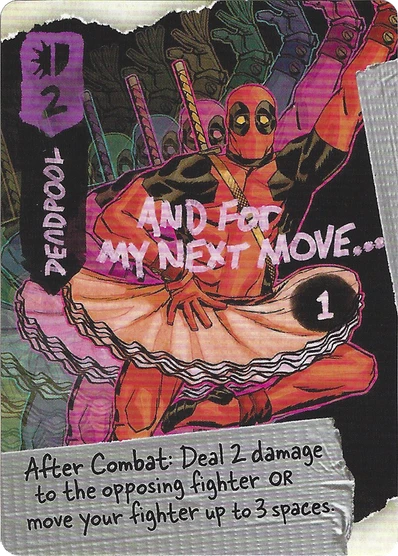 2
DEADPOOL
AND FOR
MY NEXT MOVE...
1
After Combat: Deal 2 damage
to the opposing fighter OR
move your fighter up to 3 spaces.